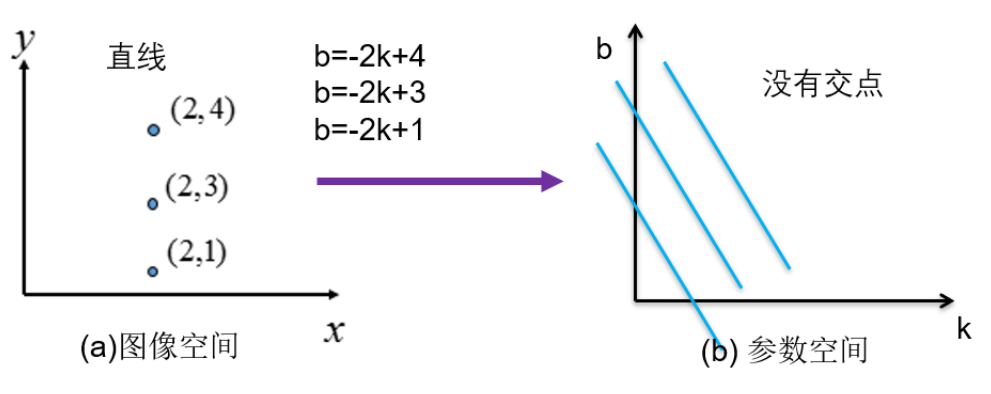 y
直线
(2,4)
(2,3)
(2,1)
x
(a)图像空间
b=-2k+4
b=-2k+3
b=-2k+1
b
没有交点
k
(b) 参数空间